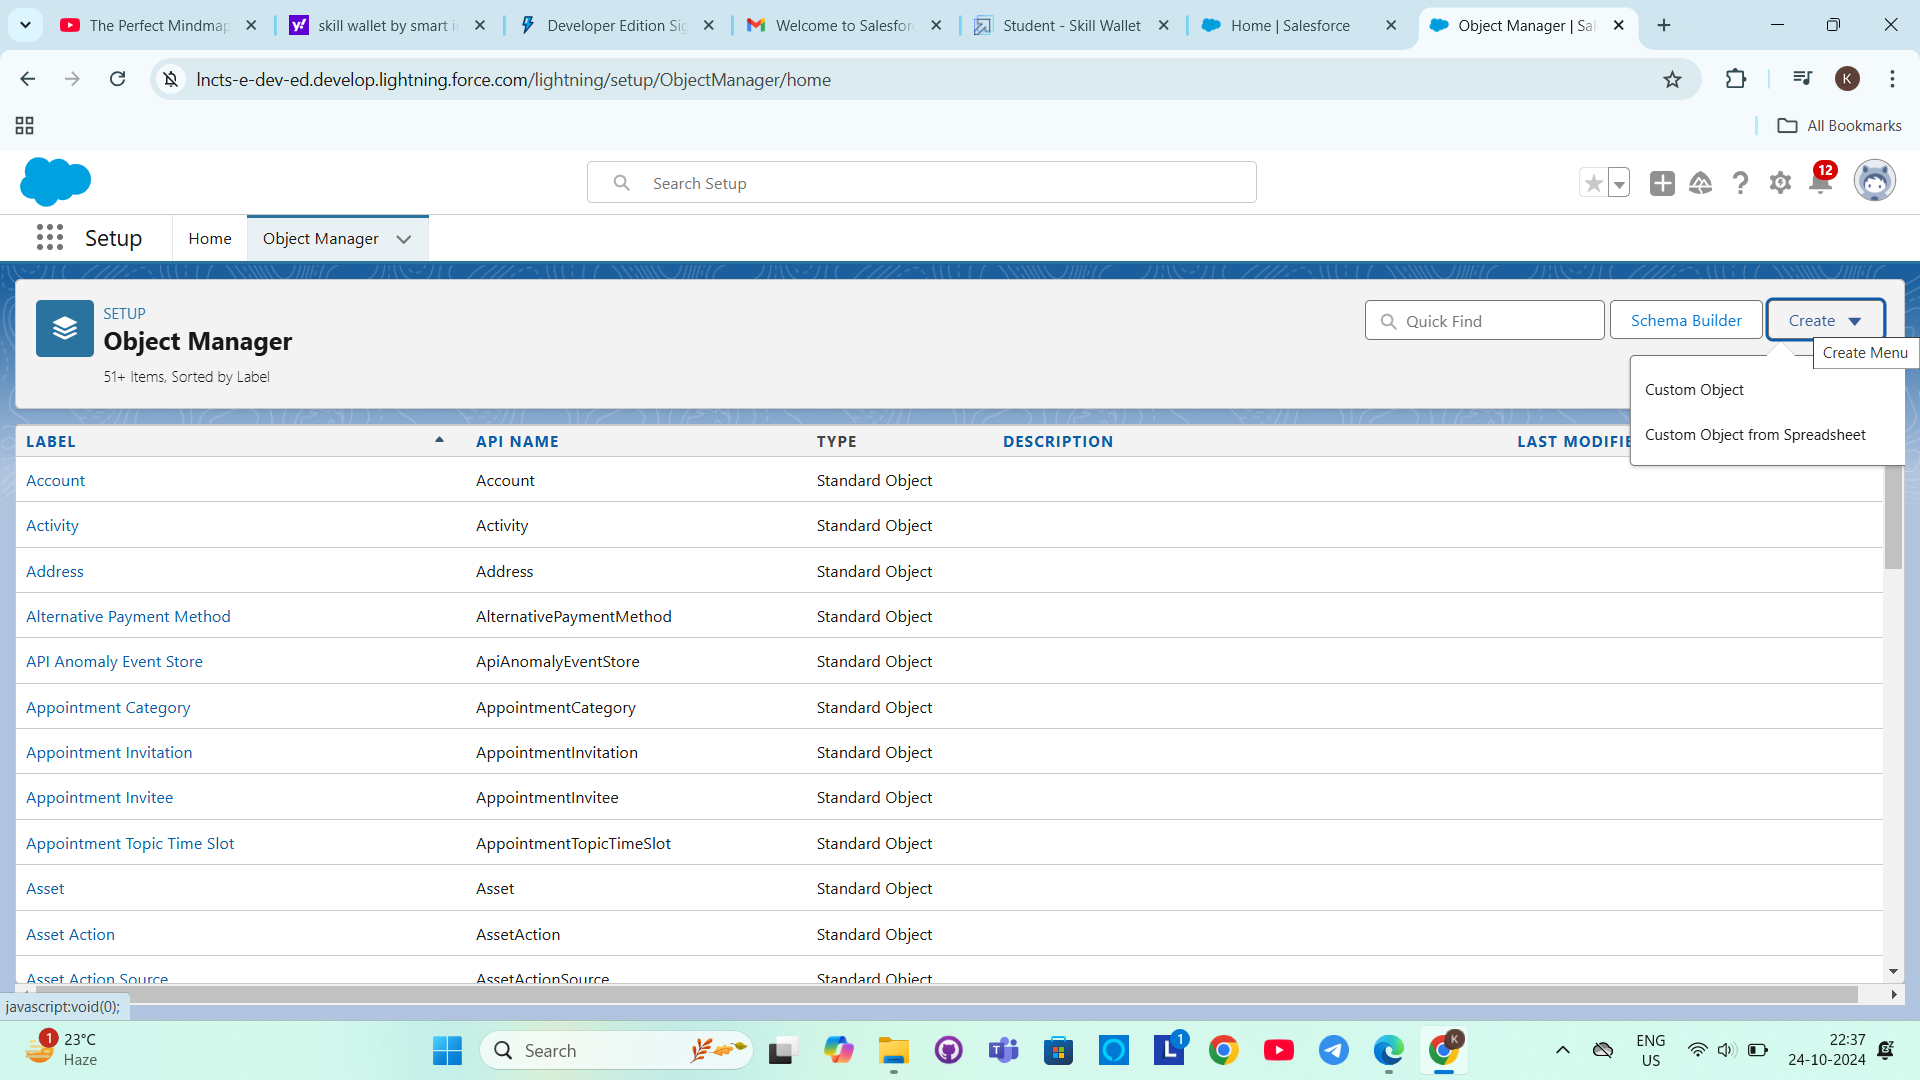 The Perfect Mindmap
skill wallet by smart i
Developer Edition Sig
Welcome to Salesforc
Student - Skill Wallet
Home | Salesforce
Object Manager | Sal
lncts-e-dev-ed.develop.lightning.force.com/lightning/setup/ObjectManager/home
K
All Bookmarks
Search Setup
12
Setup
Home
Object Manager
SETUP
Object Manager
51+ Items, Sorted by Label
Quick Find
Schema Builder
Create
Create Menu
Custom Object
Custom Object from Spreadsheet
LABEL API NAME TYPE DESCRIPTION LAST MODIFIE
Account Account Standard Object
Activity Activity Standard Object
Address Address Standard Object
Alternative Payment Method AlternativePaymentMethod Standard Object
API Anomaly Event Store ApiAnomalyEventStore Standard Object
Appointment Category AppointmentCategory Standard Object
Appointment Invitation AppointmentInvitation Standard Object
Appointment Invitee AppointmentInvitee Standard Object
Appointment Topic Time Slot AppointmentTopicTimeSlot Standard Object
Asset Asset Standard Object
Asset Action AssetAction Standard Object
Asset Action Source AssetActionSource Standard Object
javascript:void(0);
1
23°C
Haze
Search
1
K
ENG
US
22:37
24-10-2024